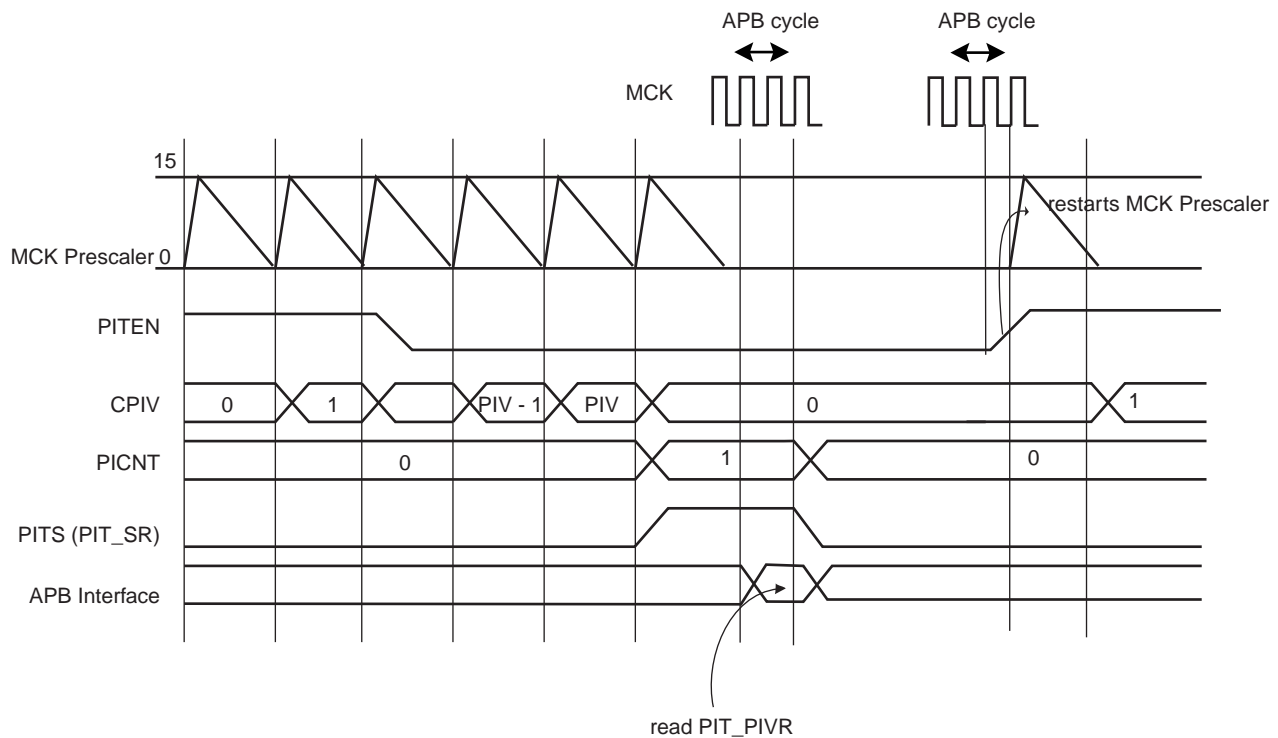 APB cycle
APB cycle
MCK
15
restarts MCK Prescaler
MCK Prescaler 0
PITEN
CPIV
0
1
PIV - 1
PIV
0
1
PICNT
0
1
0
PITS (PIT_SR)
APB Interface
read PIT_PIVR